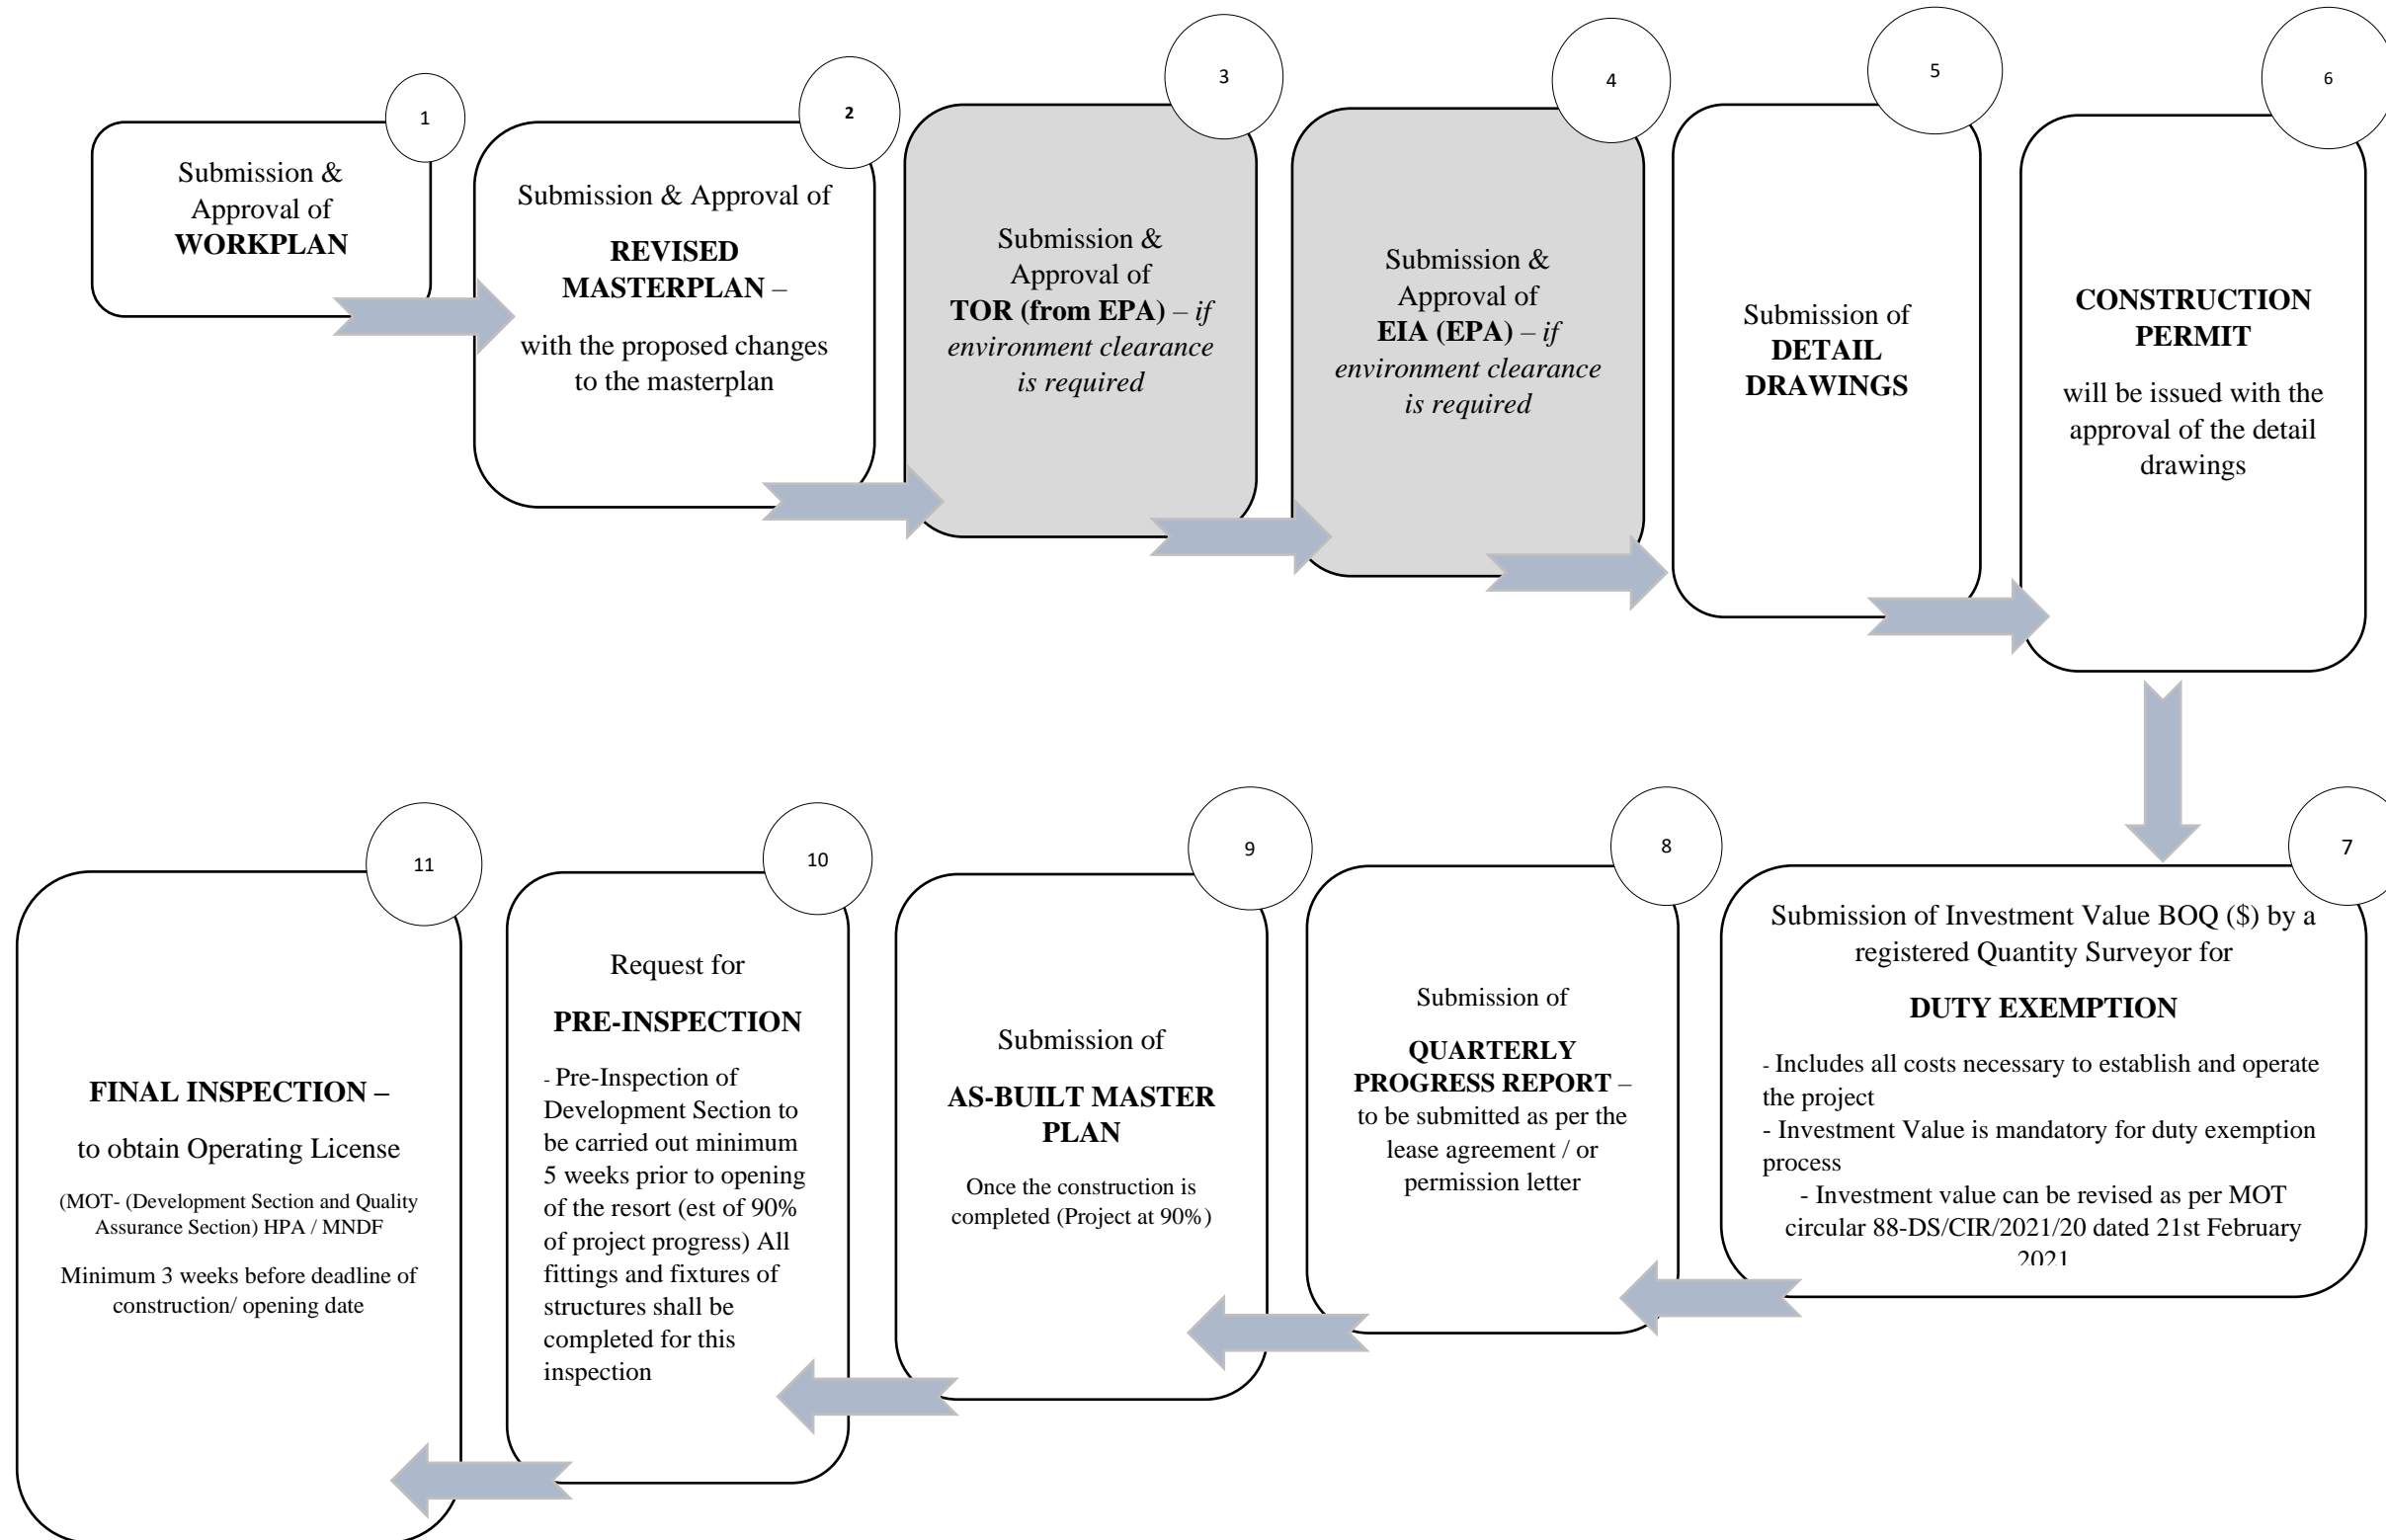 1
Submission &
Approval of
WORKPLAN
2
Submission & Approval of
REVISED
MASTERPLAN –
with the proposed changes
to the masterplan
3
Submission &
Approval of
TOR (from EPA) – if
environment clearance
is required
4
Submission &
Approval of
EIA (EPA) – if
environment clearance
is required
5
Submission of
DETAIL
DRAWINGS
6
CONSTRUCTION
PERMIT
will be issued with the
approval of the detail
drawings
7
Submission of Investment Value BOQ ($) by a
registered Quantity Surveyor for
DUTY EXEMPTION
- Includes all costs necessary to establish and operate
the project
- Investment Value is mandatory for duty exemption
process
- Investment value can be revised as per MOT
circular 88-DS/CIR/2021/20 dated 21st February
2021
8
Submission of
QUARTERLY
PROGRESS REPORT –
to be submitted as per the
lease agreement / or
permission letter
9
Submission of
AS-BUILT MASTER
PLAN
Once the construction is
completed (Project at 90%)
10
Request for
PRE-INSPECTION
- Pre-Inspection of
Development Section to
be carried out minimum
5 weeks prior to opening
of the resort (est of 90%
of project progress) All
fittings and fixtures of
structures shall be
completed for this
inspection
11
FINAL INSPECTION –
to obtain Operating License
(MOT- (Development Section and Quality
Assurance Section) HPA / MNDF
Minimum 3 weeks before deadline of
construction/ opening date